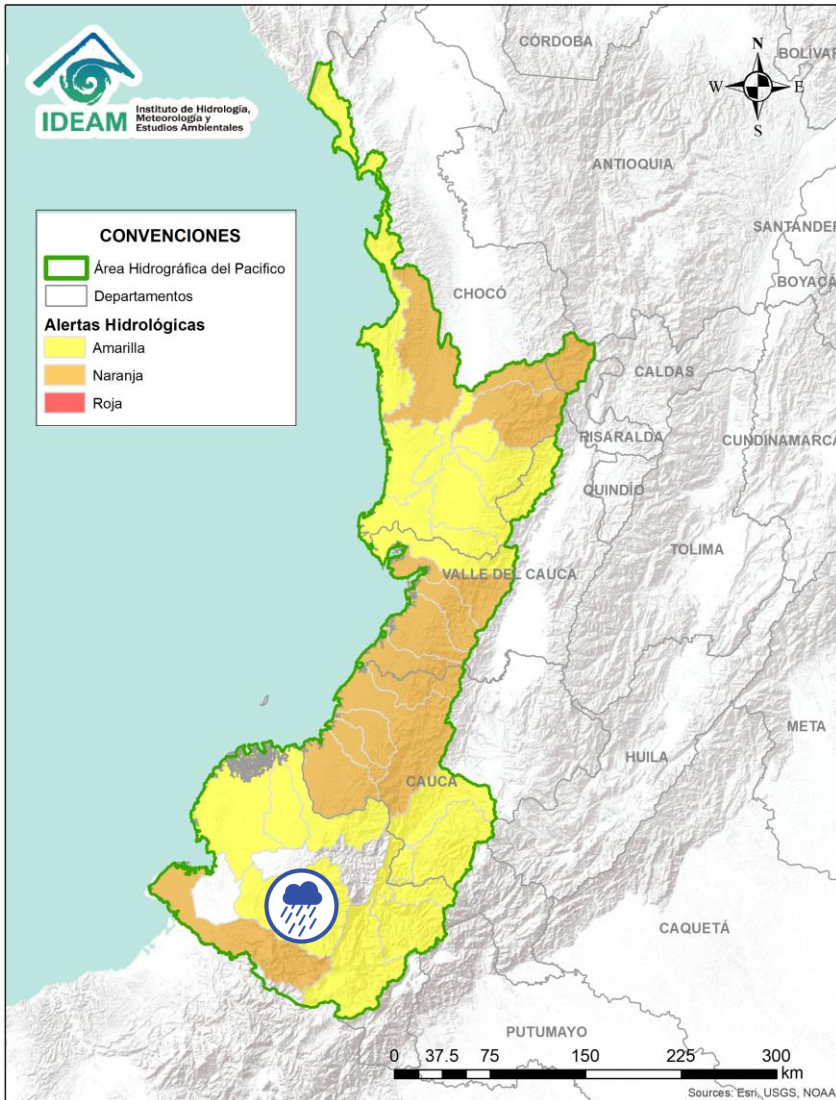 IDEAM
Instituto de Hidrología,
Meteorología y
Estudios Ambientales
CONVENCIONES
Área Hidrográfica del Pacifico
Departamentos
Alertas Hidrológicas
Amarilla
Naranja
Roja
N
W
E
S
CÓRDOBA
BOLÍVAR
ANTIOQUIA
SANTANDER
BOYACÁ
CHOCÓ
CALDAS
RISARALDA
CUNDINAMARCA
QUINDÍO
TOLIMA
VALLE DEL CAUCA
META
HUILA
CAUCA
CAQUETÁ
PUTUMAYO
0 37.5 75 150 225 300
km
Sources: Esri, USGS, NOAA